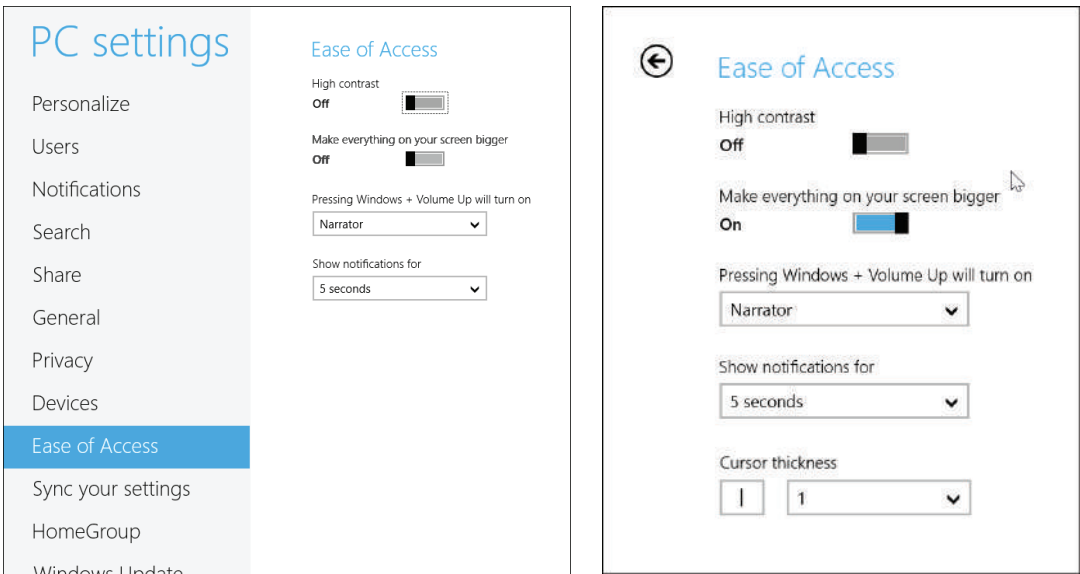 PC settings
Personalize
Users
Notifications
Search
Share
General
Privacy
Devices
Ease of Access
Sync your settings
HomeGroup
Windows Update
Ease of Access
High contrast
Off
Make everything on your screen bigger
Off
Pressing Windows + Volume Up will turn on
Narrator
Show notifications for
5 seconds
Ease of Access
High contrast
Off
Make everything on your screen bigger
On
Pressing Windows + Volume Up will turn on
Narrator
Show notifications for
5 seconds
Cursor thickness
1